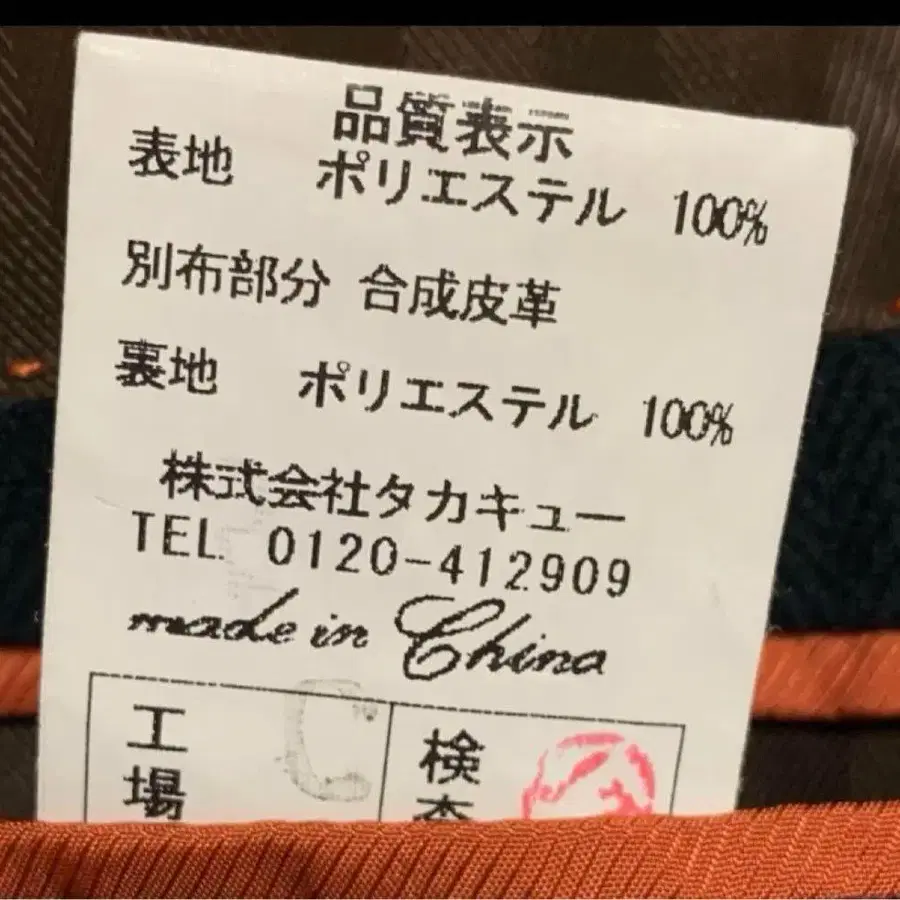 品質表示
表地 ポリエステル 100%
別布部分 合成皮革
裏地 ポリエステル 100%
株式会社タカキュー
TEL. 0120-412909
made in China
工場 C 検査